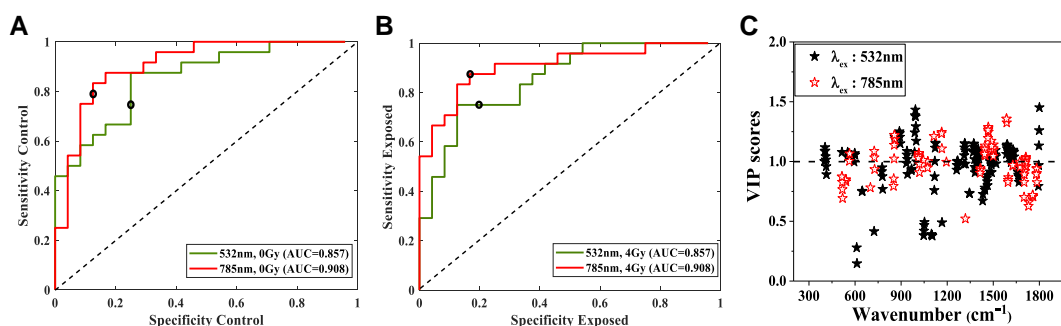 A
1
0.8
0.6
0.4
0.2
0
0 0.2 0.4 0.6 0.8 1
Sensitivity Control
Specificity Control
532nm, 0Gy (AUC=0.857)
785nm, 0Gy (AUC=0.908)
B
1
0.8
0.6
0.4
0.2
0
0 0.2 0.4 0.6 0.8 1
Sensitivity Exposed
Specificity Exposed
532nm, 4Gy (AUC=0.857)
785nm, 4Gy (AUC=0.908)
C
2.0
1.5
1.0
0.5
0.0
300 600 900 1200 1500 1800
VIP scores
Wavenumber (cm⁻¹)
λex : 532nm
λex : 785nm